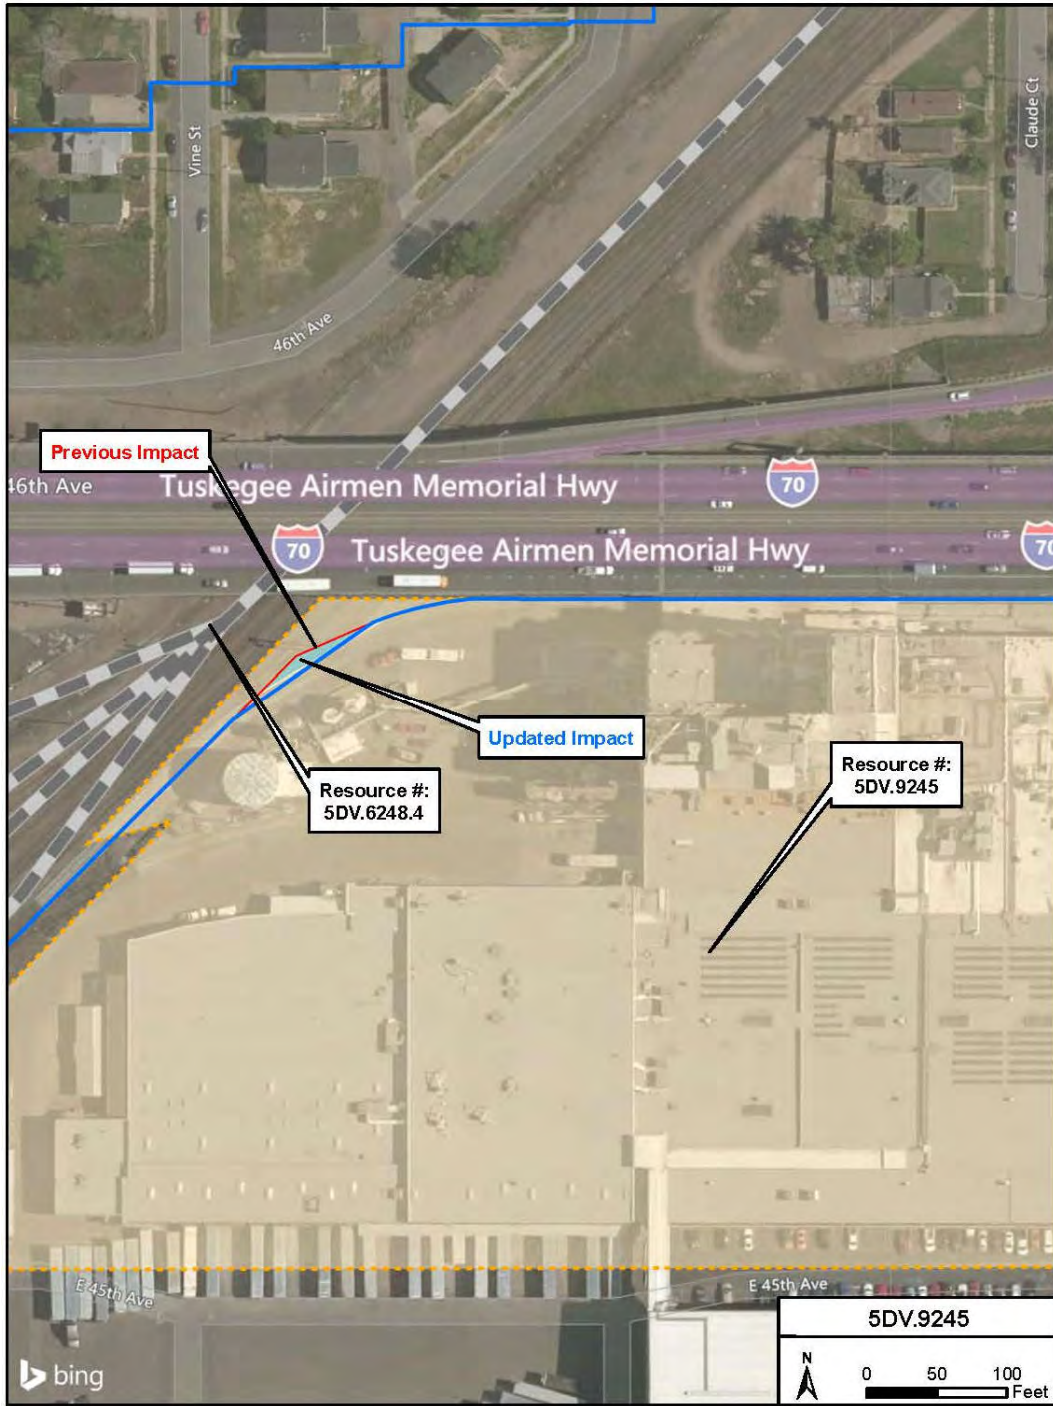 Vine St
Claude Ct
46th Ave
Previous Impact
46th Ave
Tuskegee Airmen Memorial Hwy
70
70
Tuskegee Airmen Memorial Hwy
70
Updated Impact
Resource #:
5DV.6248.4
Resource #:
5DV.9245
E 45th Ave
E 45th Ave
5DV.9245
N
0 50 100
Feet
bing